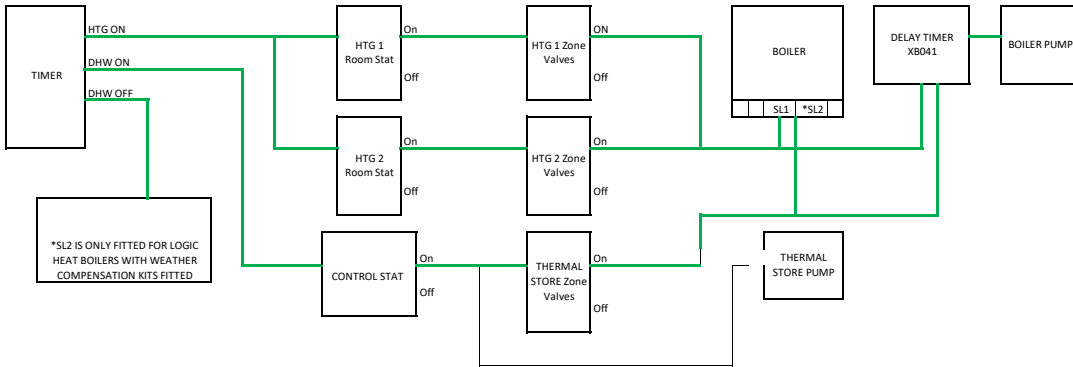 TIMER
HTG ON
DHW ON
DHW OFF
HTG 1
Room Stat
On
Off
HTG 1 Zone
Valves
ON
Off
BOILER
SL1
*SL2
DELAY TIMER
XB041
BOILER PUMP
HTG 2
Room Stat
On
Off
HTG 2 Zone
Valves
On
Off
*SL2 IS ONLY FITTED FOR LOGIC
HEAT BOILERS WITH WEATHER
COMPENSATION KITS FITTED
CONTROL STAT
On
Off
THERMAL
STORE Zone
Valves
On
Off
THERMAL
STORE PUMP